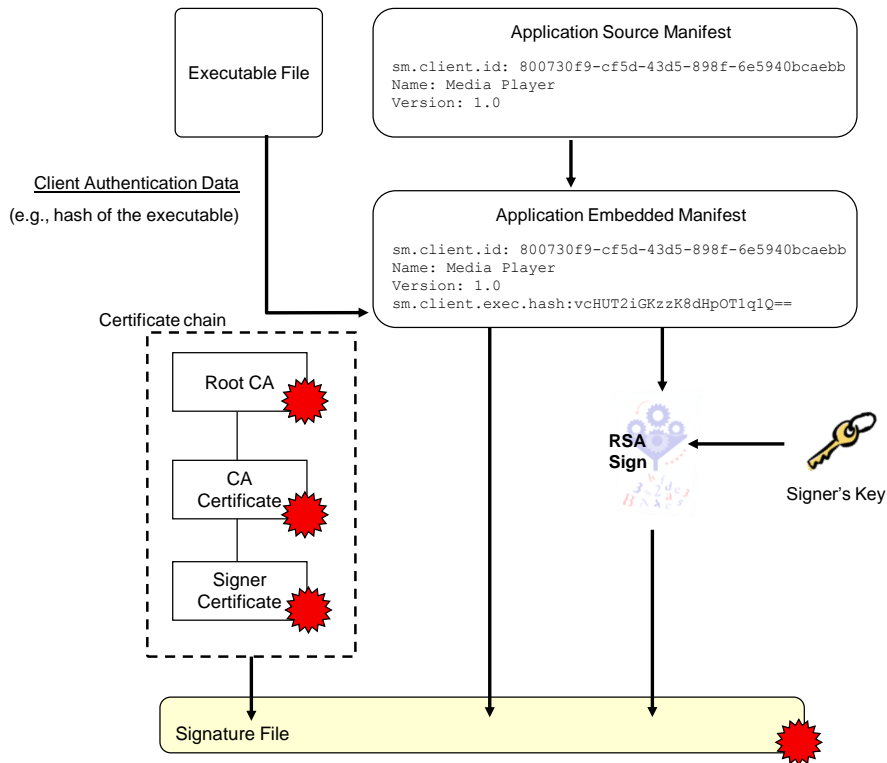 Executable File
Application Source Manifest
sm.client.id: 800730f9-cf5d-43d5-898f-6e5940bcaebb
Name: Media Player
Version: 1.0
Client Authentication Data
(e.g., hash of the executable)
Application Embedded Manifest
sm.client.id: 800730f9-cf5d-43d5-898f-6e5940bcaebb
Name: Media Player
Version: 1.0
sm.client.exec.hash:vcHUT2iGKzzK8dHpOT1q1Q==
Certificate chain
Root CA
CA
Certificate
Signer
Certificate
RSA
Sign
Signer's Key
Signature File